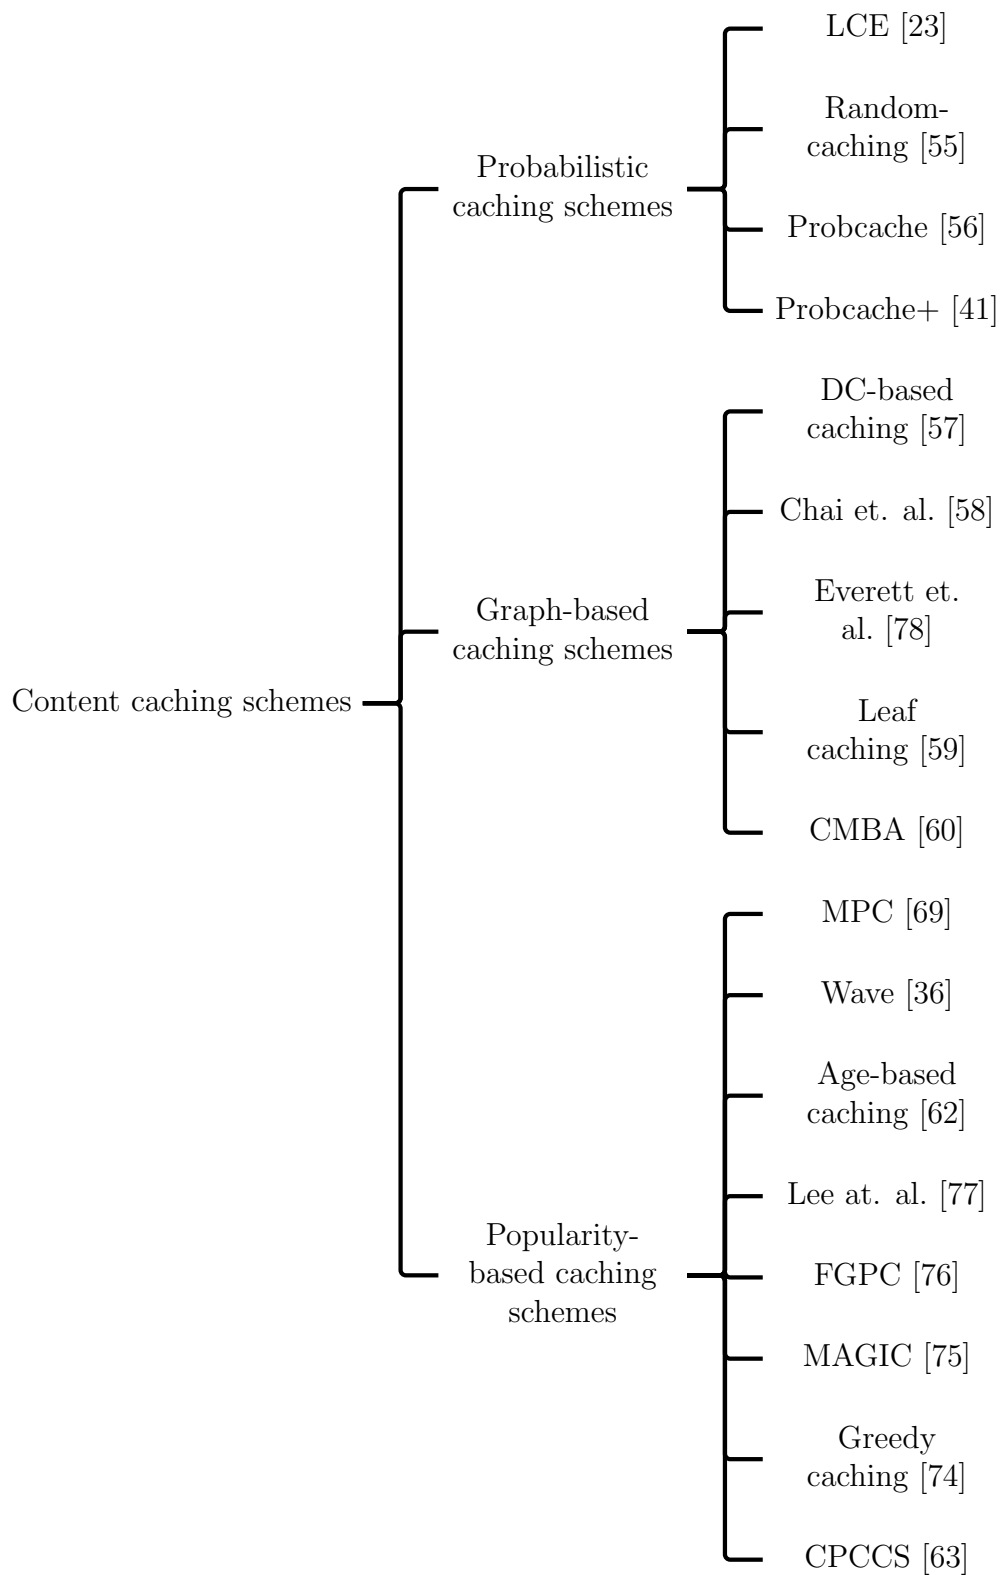 Content caching schemes
Probabilistic
caching schemes
LCE [23]
Random-
caching [55]
Probcache [56]
Probcache+ [41]
Graph-based
caching schemes
DC-based
caching [57]
Chai et. al. [58]
Everett et.
al. [78]
Leaf
caching [59]
CMBA [60]
Popularity-
based caching
schemes
MPC [69]
Wave [36]
Age-based
caching [62]
Lee at. al. [77]
FGPC [76]
MAGIC [75]
Greedy
caching [74]
CPCCS [63]